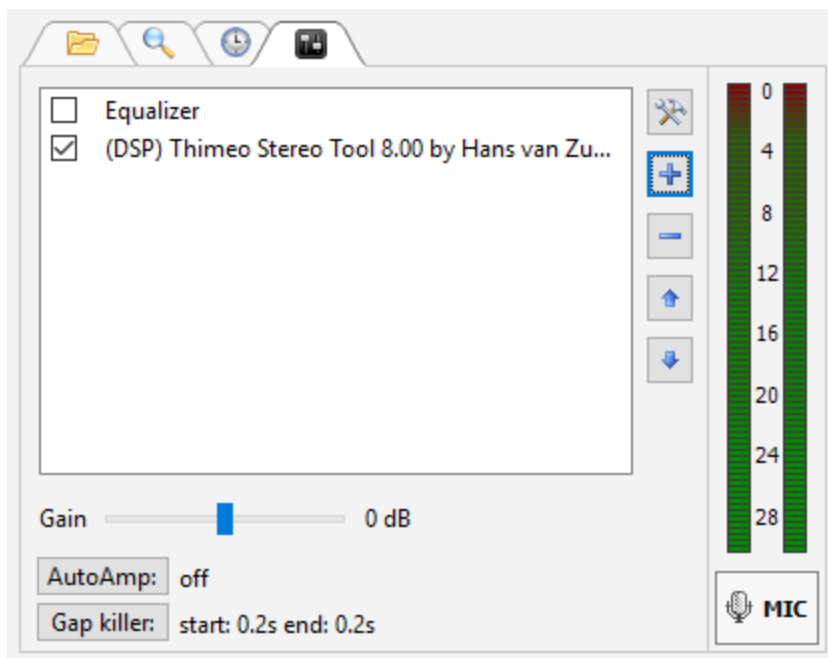 Equalizer
(DSP) Thimeo Stereo Tool 8.00 by Hans van Zu...
Gain 0 dB
AutoAmp: off
Gap killer: start: 0.2s end: 0.2s
0
4
8
12
16
20
24
28
MIC